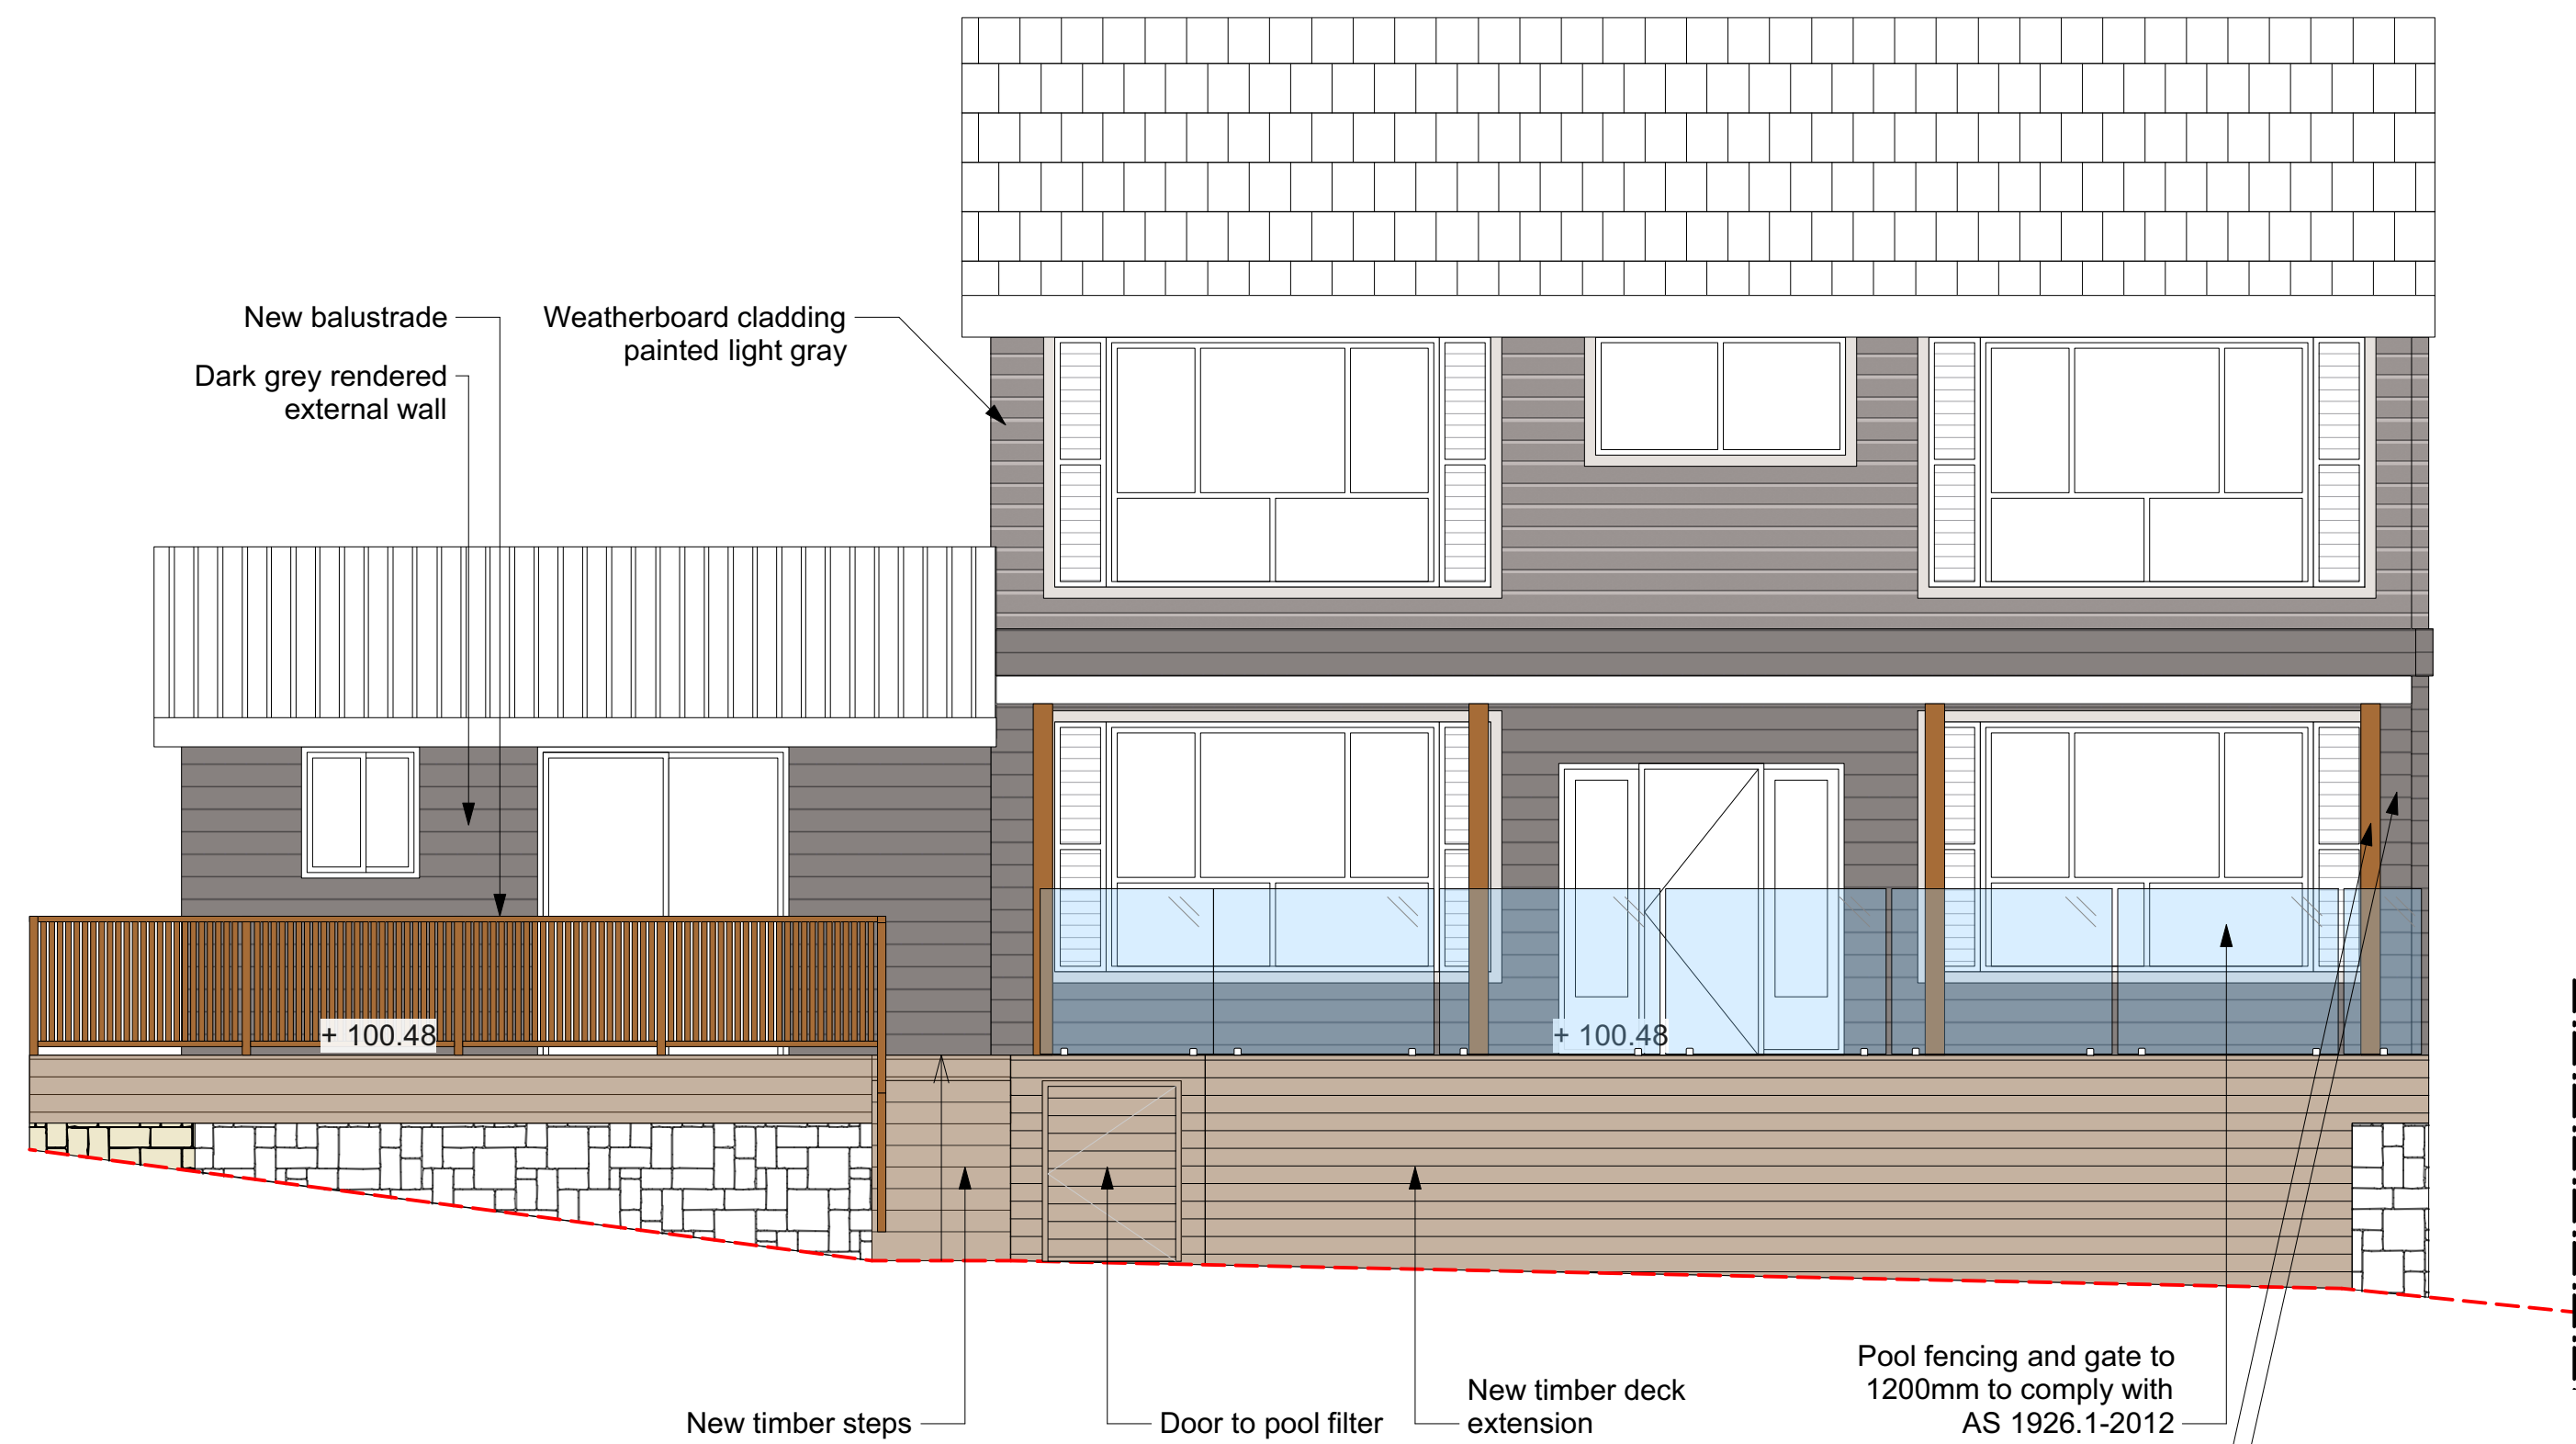 New balustrade
Weatherboard cladding
painted light gray
Dark grey rendered
external wall
+ 100.48
+ 100.48
New timber steps
Door to pool filter
New timber deck
extension
Pool fencing and gate to
1200mm to comply with
AS 1926.1-2012